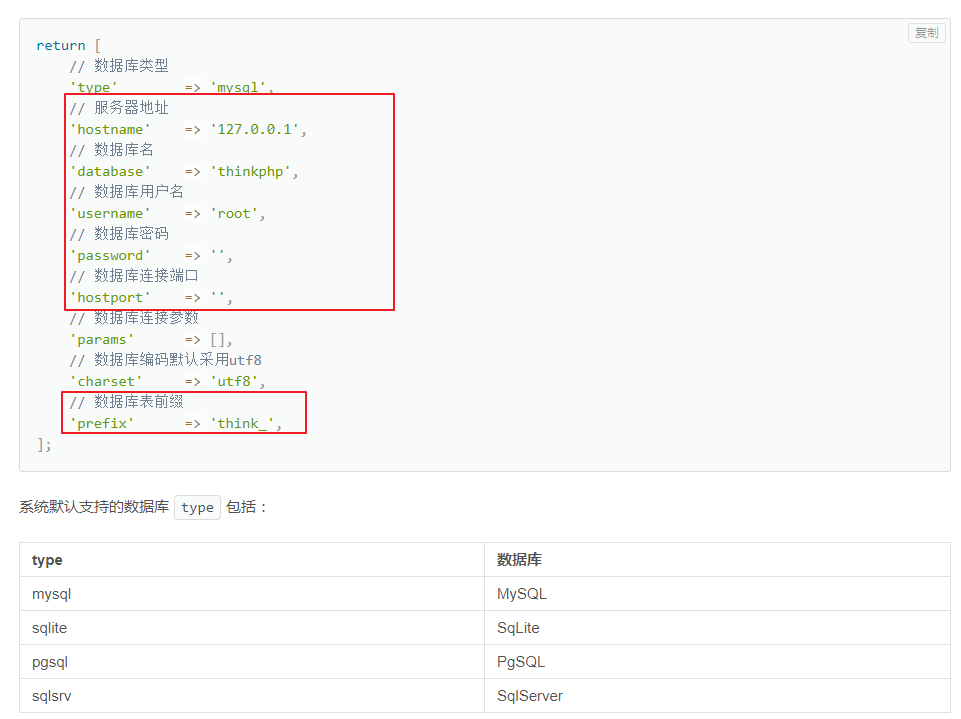 复制
return [
    // 数据库类型
    'type'        => 'mysql',
    // 服务器地址
    'hostname'    => '127.0.0.1',
    // 数据库名
    'database'    => 'thinkphp',
    // 数据库用户名
    'username'    => 'root',
    // 数据库密码
    'password'    => '',
    // 数据库连接端口
    'hostport'    => '',
    // 数据库连接参数
    'params'      => [],
    // 数据库编码默认采用utf8
    'charset'     => 'utf8',
    // 数据库表前缀
    'prefix'      => 'think_',
];
系统默认支持的数据库 type 包括：
type 数据库
mysql MySQL
sqlite SqLite
pgsql PgSQL
sqlsrv SqlServer